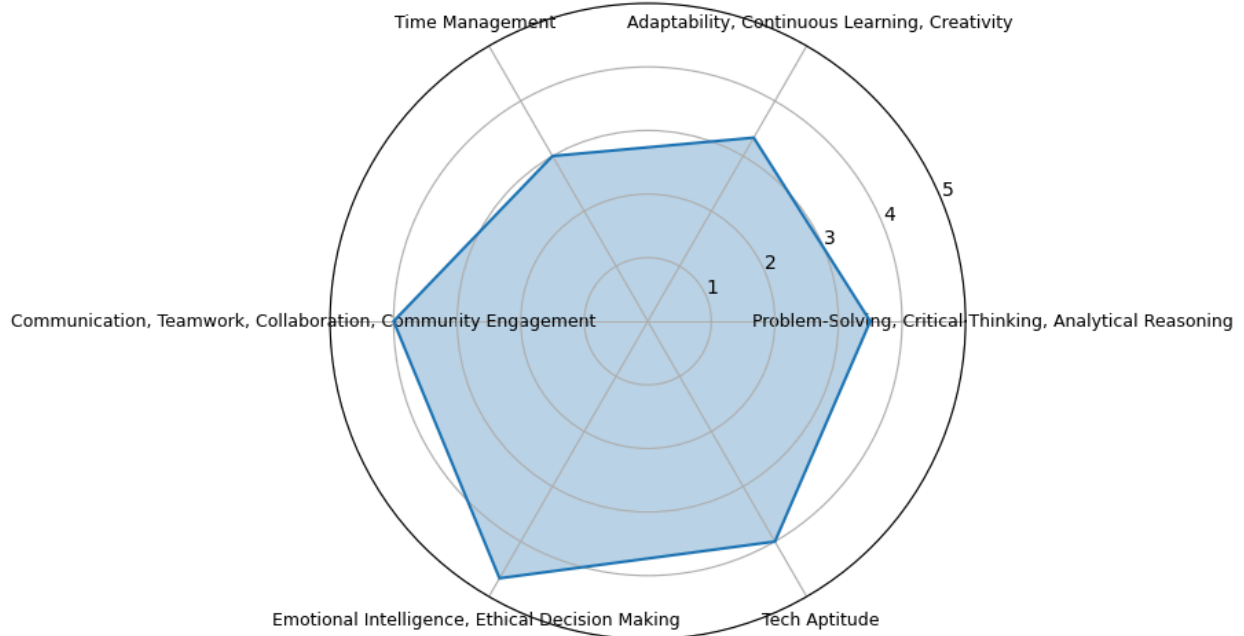 Time Management
Adaptability, Continuous Learning, Creativity
5
4
3
2
1
Communication, Teamwork, Collaboration, Community Engagement
Problem-Solving, Critical Thinking, Analytical Reasoning
Emotional Intelligence, Ethical Decision Making
Tech Aptitude